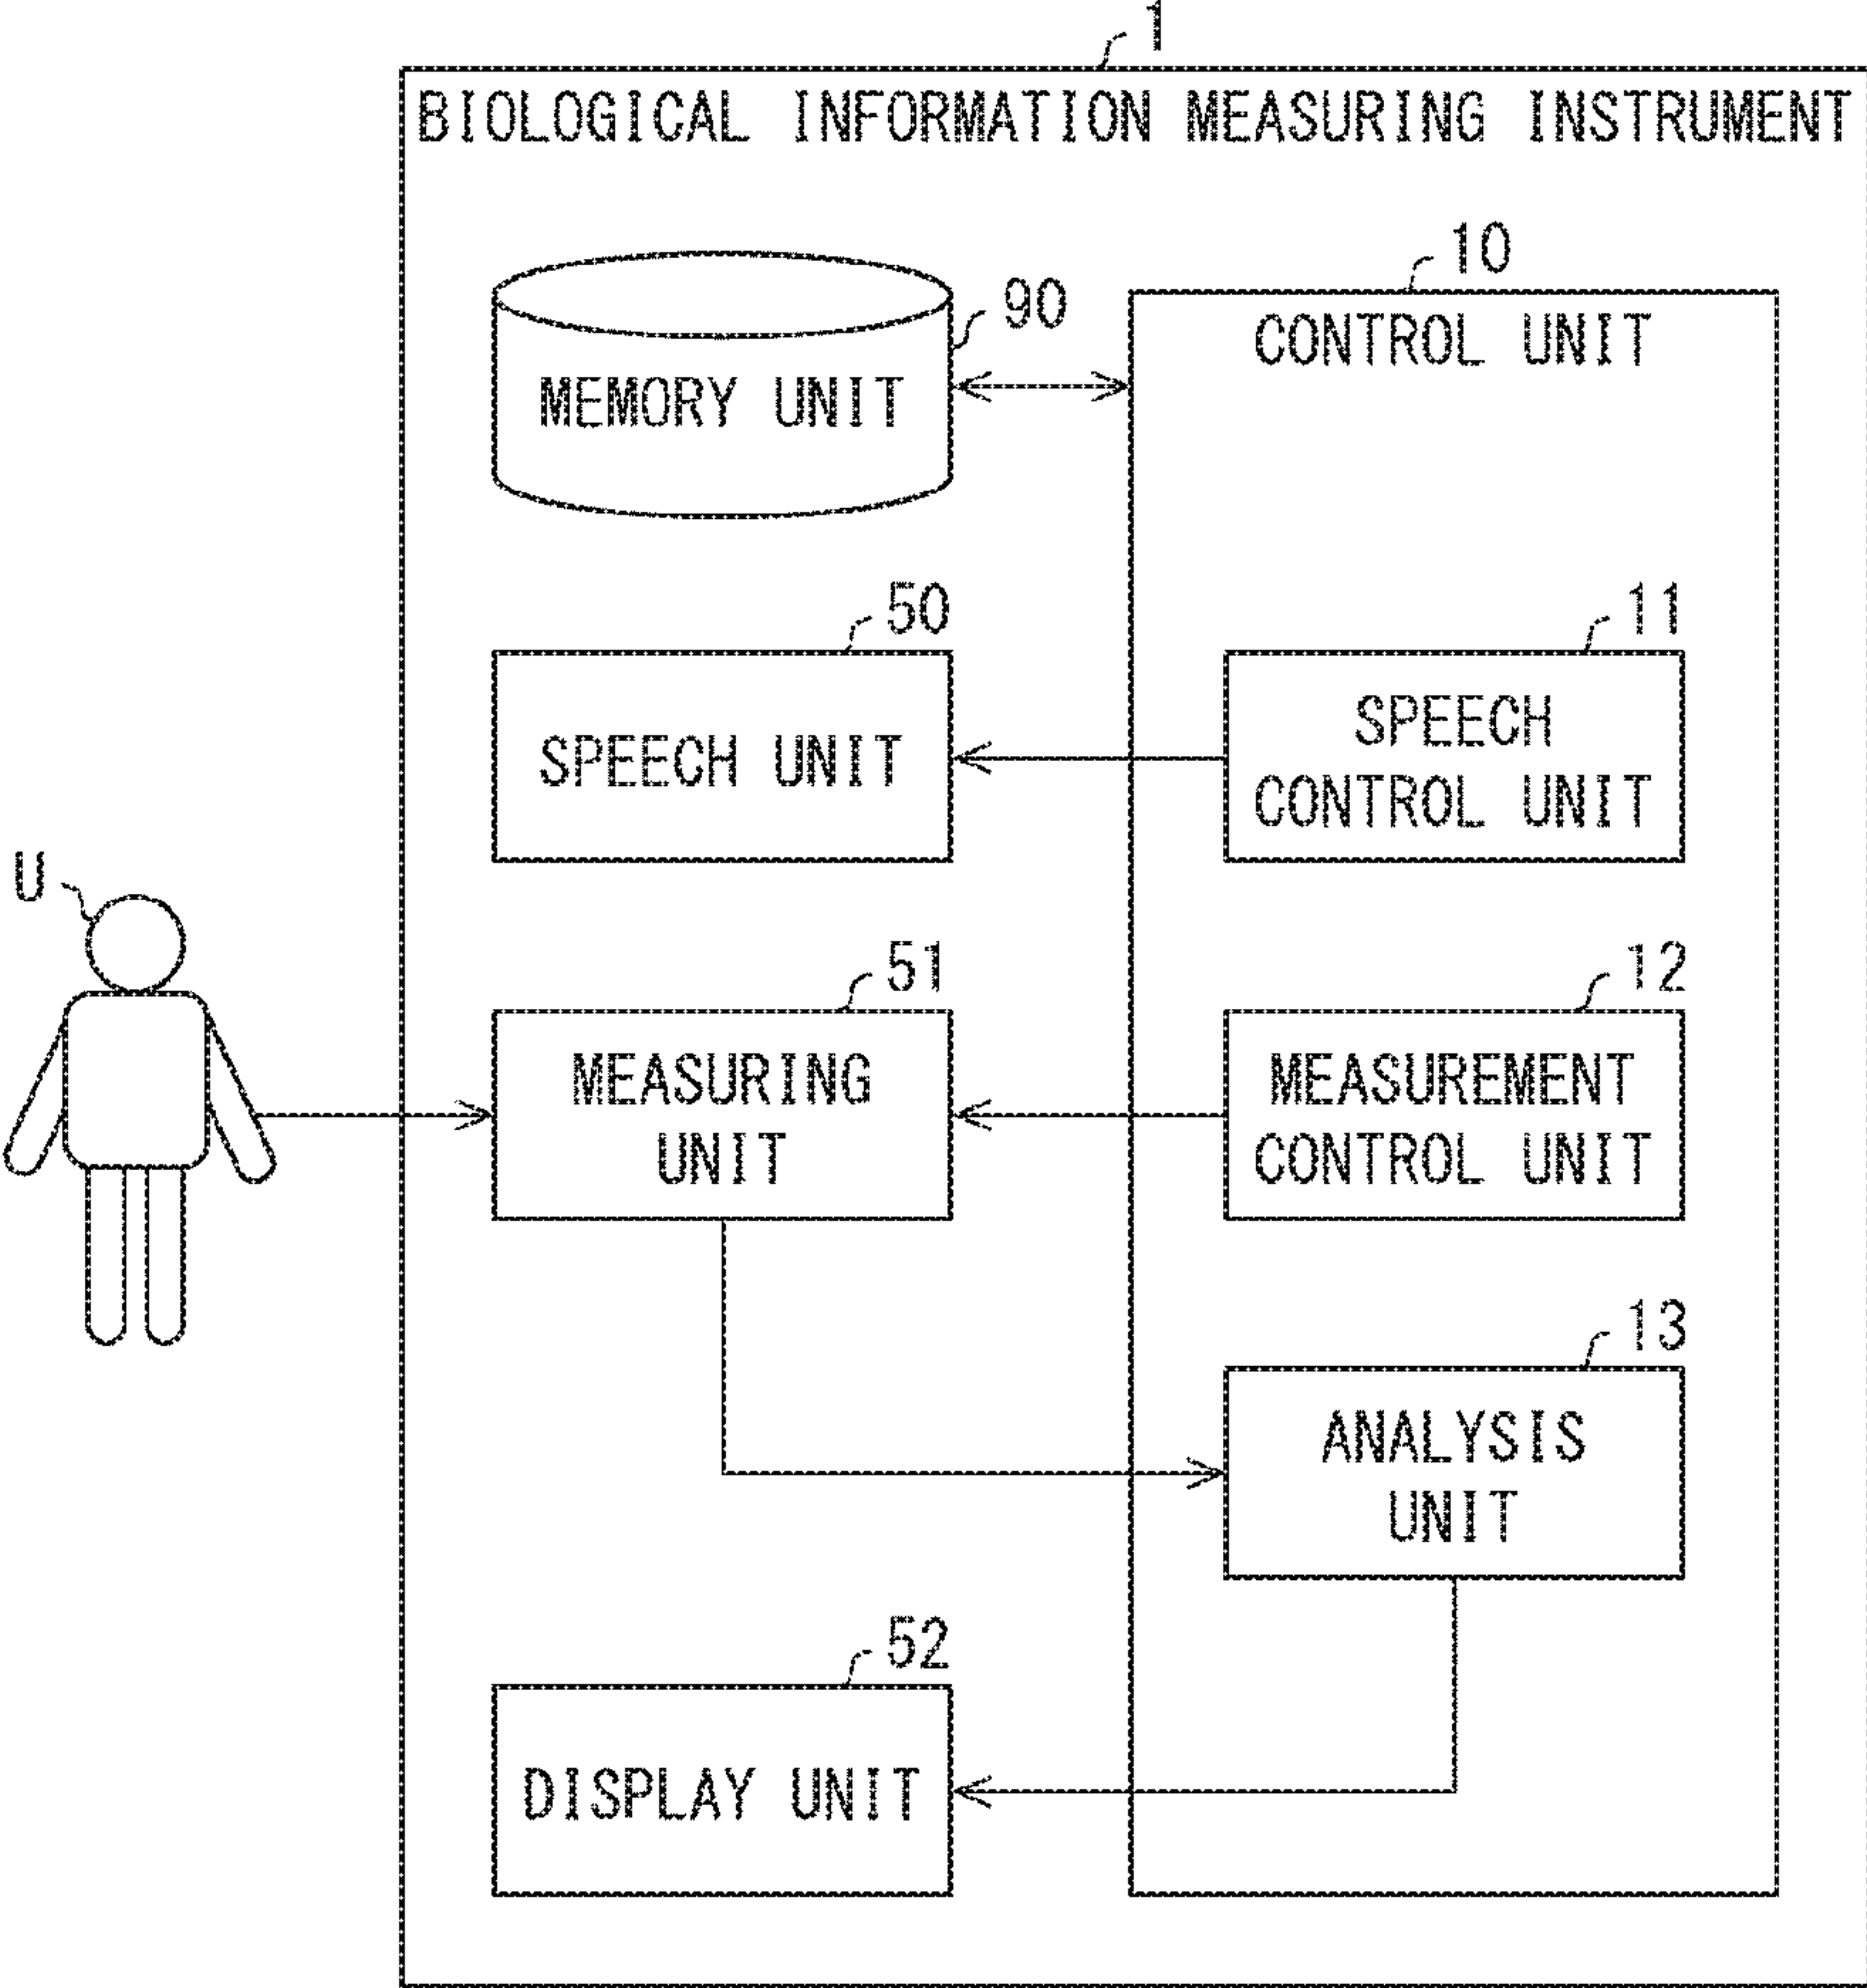 1
BIOLOGICAL INFORMATION MEASURING INSTRUMENT
10
CONTROL UNIT
90
MEMORY UNIT
50
SPEECH UNIT
11
SPEECH
CONTROL UNIT
U
51
MEASURING
UNIT
12
MEASUREMENT
CONTROL UNIT
13
ANALYSIS
UNIT
52
DISPLAY UNIT